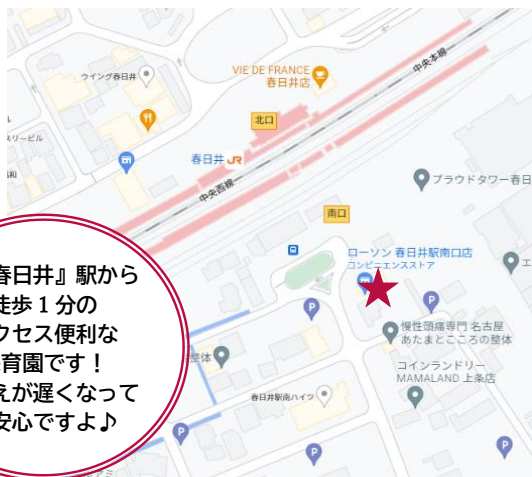 ウイング春日井
VIE DE FRANCE
春日井店
中央本線
北口
春日井 JR
中央西線
プラウドタワー春日
南口
ローソン 春日井駅南口店
コンビニエンスストア
慢性頭痛専門 名古屋
あたまとこころの整体
コインランドリー
MAMALAND 上条店
春日井駅南ハイツ
整体
P
P
P
P
P
P
春日井』駅から
徒歩1分の
クセス便利な
育園です！
えが遅くなって
安心ですよ♪